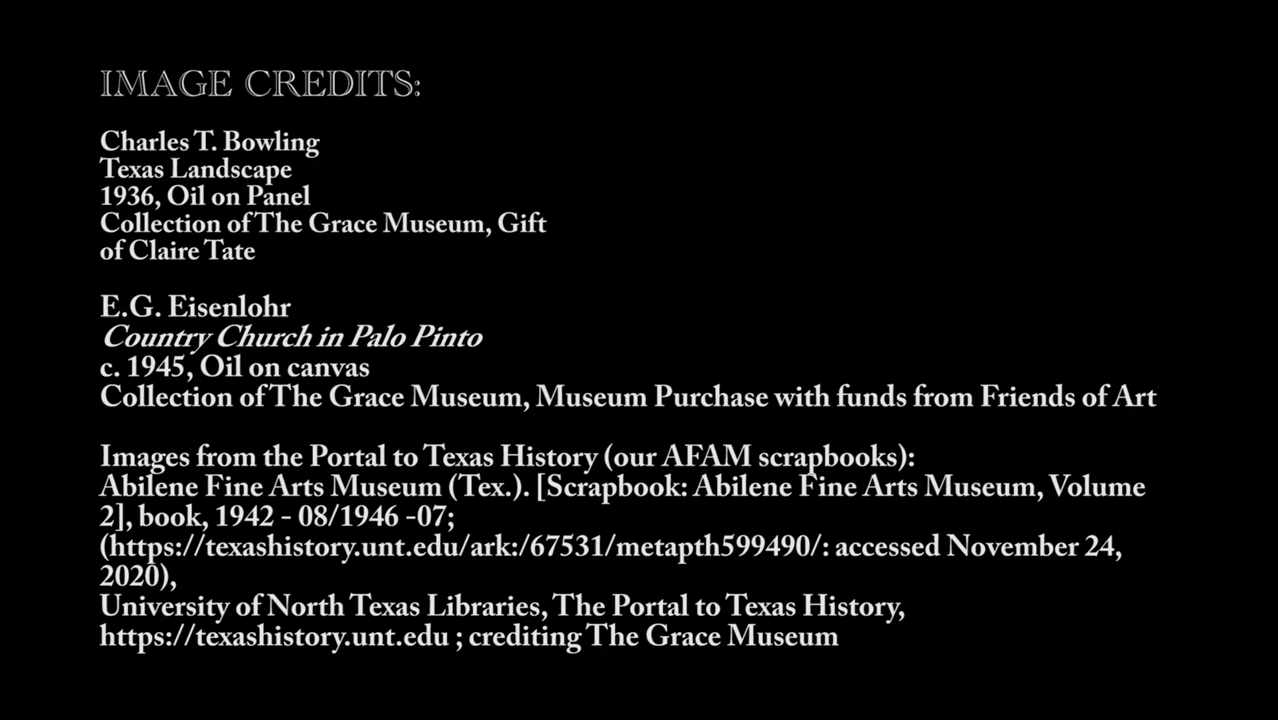 IMAGE CREDITS:
Charles T. Bowling
Texas Landscape
1936, Oil on Panel
Collection of The Grace Museum, Gift
of Claire Tate
E.G. Eisenlohr
Country Church in Palo Pinto
c. 1945, Oil on canvas
Collection of The Grace Museum, Museum Purchase with funds from Friends of Art
Images from the Portal to Texas History (our AFAM scrapbooks):
Abilene Fine Arts Museum (Tex.). [Scrapbook: Abilene Fine Arts Museum, Volume
2], book, 1942 - 08/1946 -07;
(https://texashistory.unt.edu/ark:/67531/metapth599490/: accessed November 24,
2020),
University of North Texas Libraries, The Portal to Texas History,
https://texashistory.unt.edu ; crediting The Grace Museum